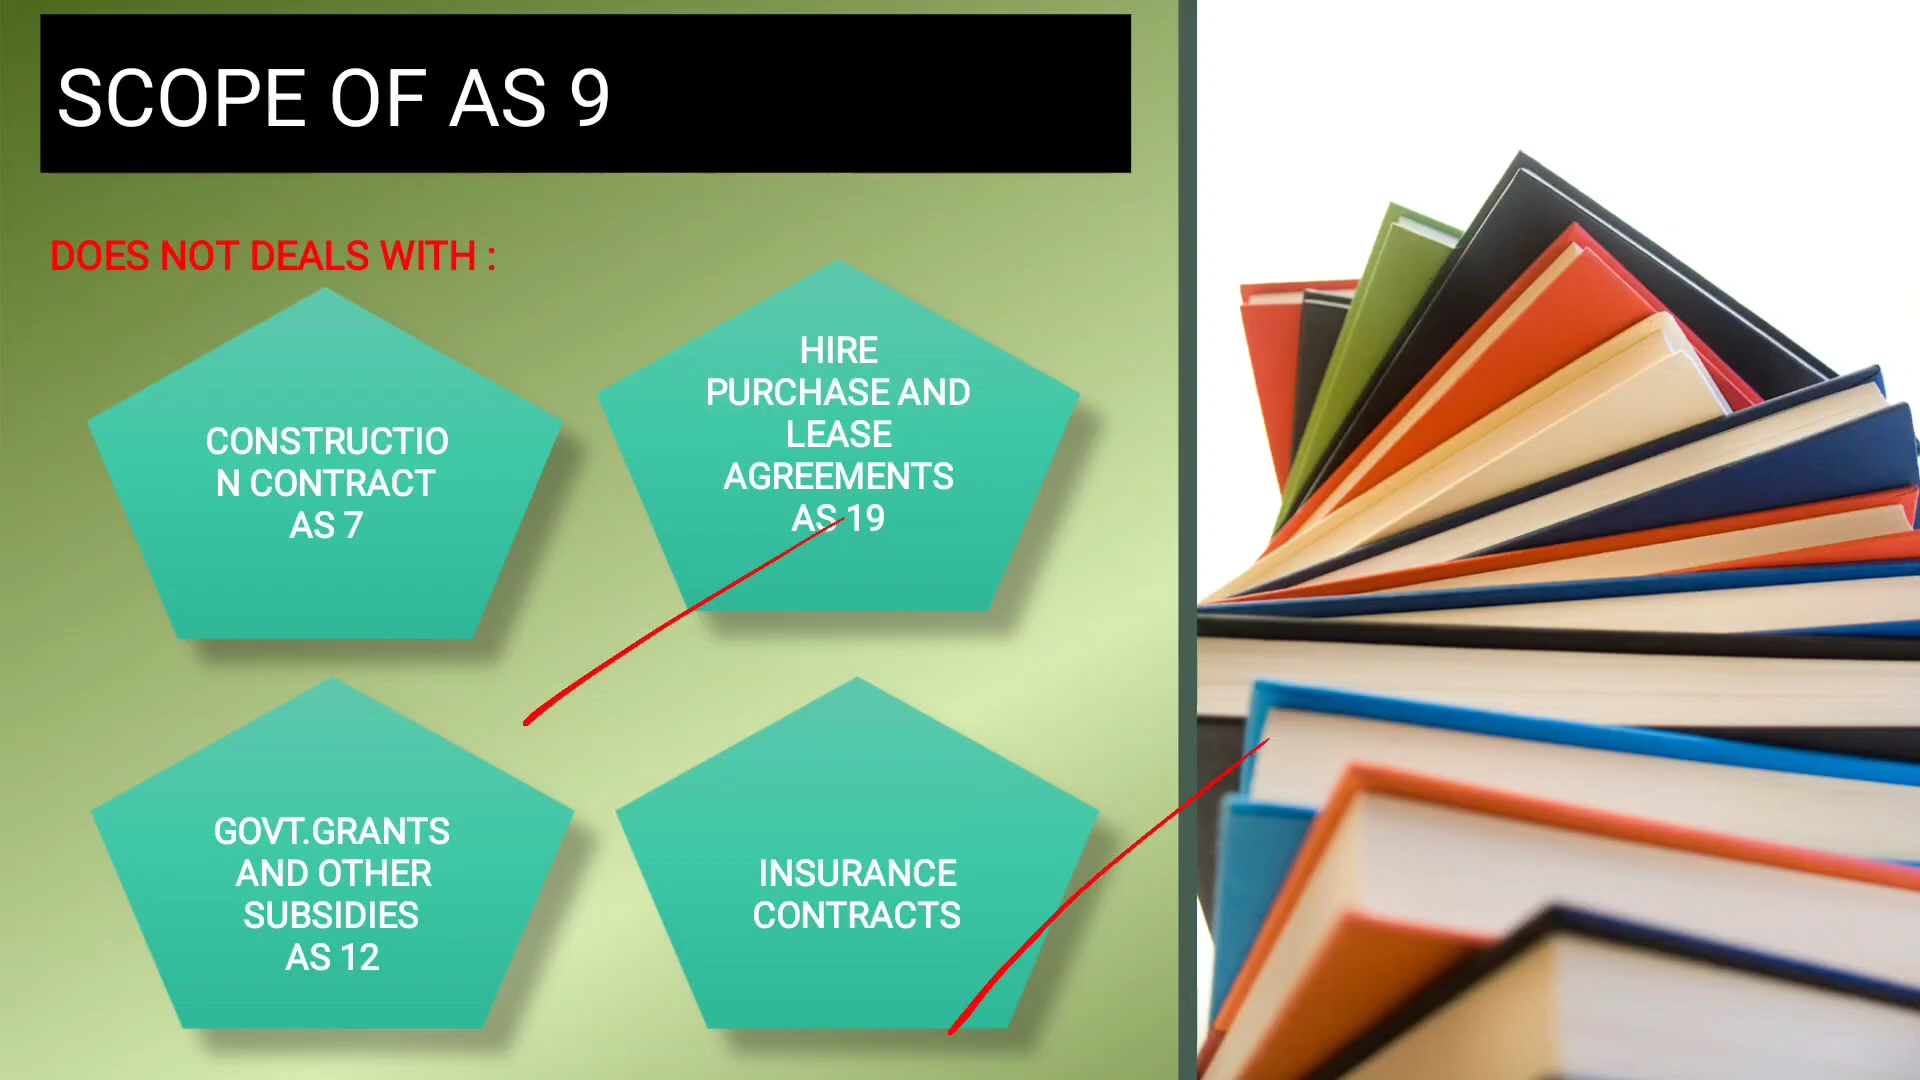 SCOPE OF AS 9
DOES NOT DEALS WITH :
CONSTRUCTIO
N CONTRACT
AS 7
HIRE
PURCHASE AND
LEASE
AGREEMENTS
AS 19
GOVT.GRANTS
AND OTHER
SUBSIDIES
AS 12
INSURANCE
CONTRACTS